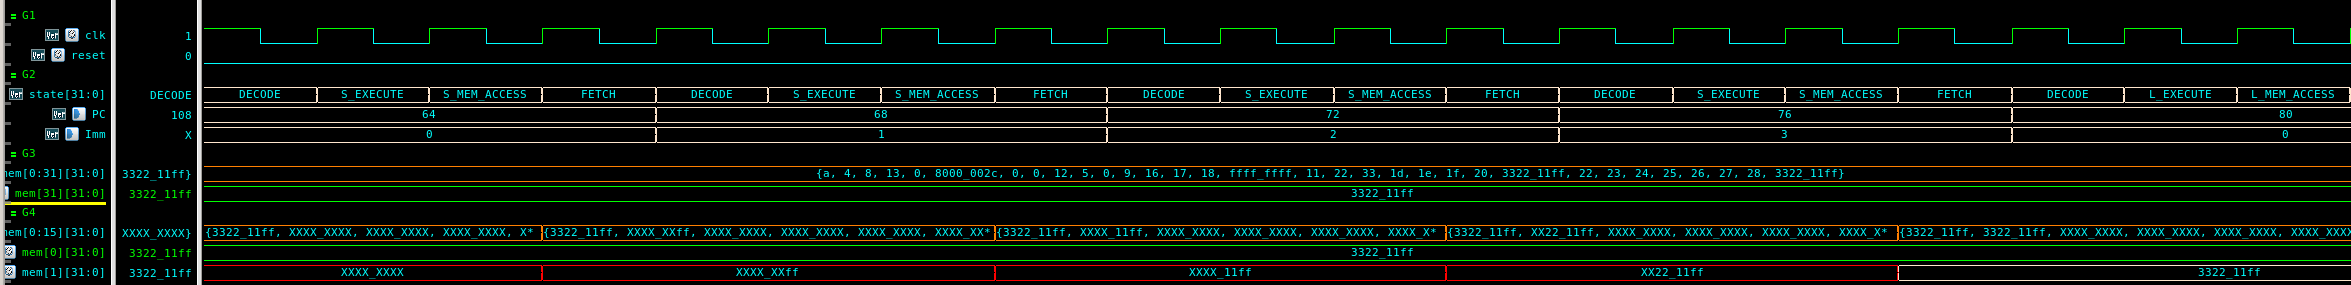 G1
clk 1
reset 0
G2
state[31:0] DECODE DECODE S_EXECUTE S_MEM_ACCESS FETCH DECODE S_EXECUTE S_MEM_ACCESS FETCH DECODE S_EXECUTE S_MEM_ACCESS FETCH DECODE S_EXECUTE S_MEM_ACCESS FETCH DECODE L_EXECUTE L_MEM_ACCESS
PC 108 64 68 72 76 80
Imm X 0 1 2 3 0
G3
mem[0:31][31:0] 3322_11ff} {a, 4, 8, 13, 0, 8000_002c, 0, 0, 12, 5, 0, 9, 16, 17, 18, ffff_ffff, 11, 22, 33, 1d, 1e, 1f, 20, 3322_11ff, 22, 23, 24, 25, 26, 27, 28, 3322_11ff}
mem[31][31:0] 3322_11ff 3322_11ff
G4
mem[0:15][31:0] XXXX_XXXX} {3322_11ff, XXXX_XXXX, XXXX_XXXX, XXXX_XXXX, XXXX_XXXX, X* {3322_11ff, XXXX_XXff, XXXX_XXXX, XXXX_XXXX, XXXX_XXXX, XXXX_XX* {3322_11ff, XXXX_11ff, XXXX_XXXX, XXXX_XXXX, XXXX_XXXX, XXXX_X* {3322_11ff, XX22_11ff, XXXX_XXXX, XXXX_XXXX, XXXX_XXXX, XXXX_X* {3322_11ff, 3322_11ff, XXXX_XXXX, XXXX_XXXX, XXXX_XXXX, XXXX_XXXX
mem[0][31:0] 3322_11ff 3322_11ff
mem[1][31:0] 3322_11ff XXXX_XXXX XXXX_XXff XXXX_11ff XX22_11ff 3322_11ff